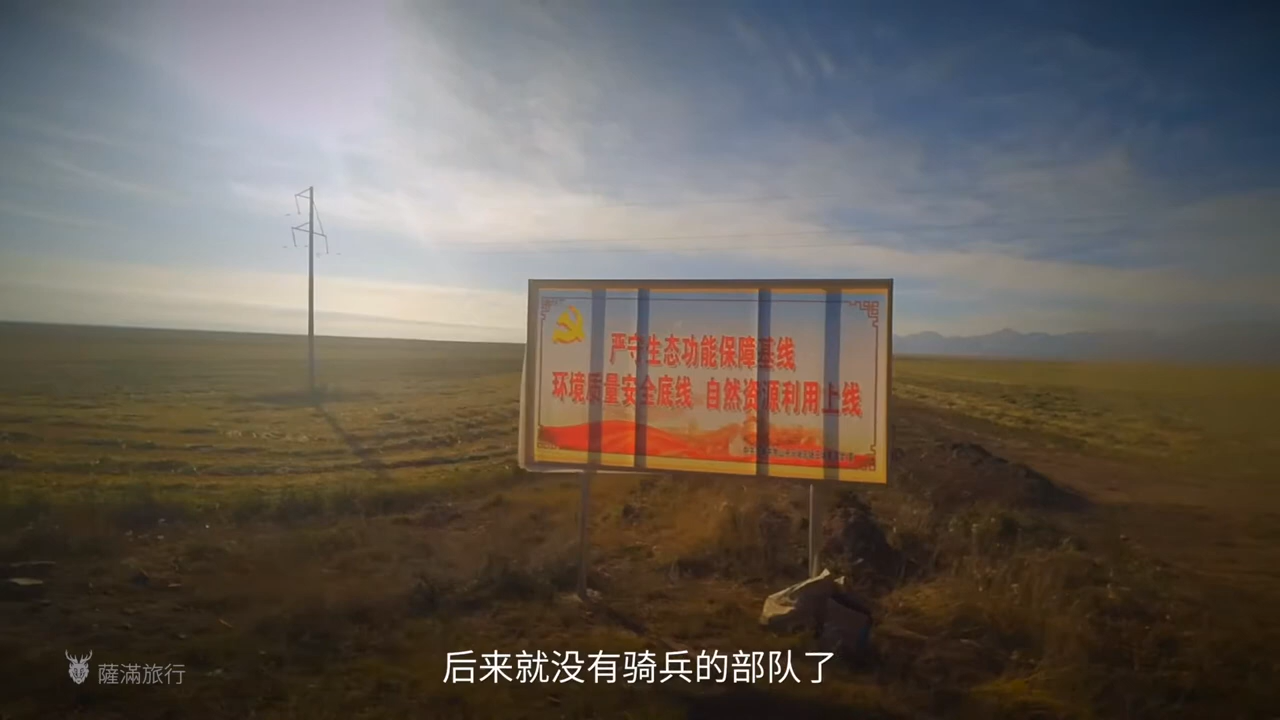 严守生态功能保障基线
环境质量安全底线 自然资源利用上线
后来就没有骑兵的部队了
薩滿旅行